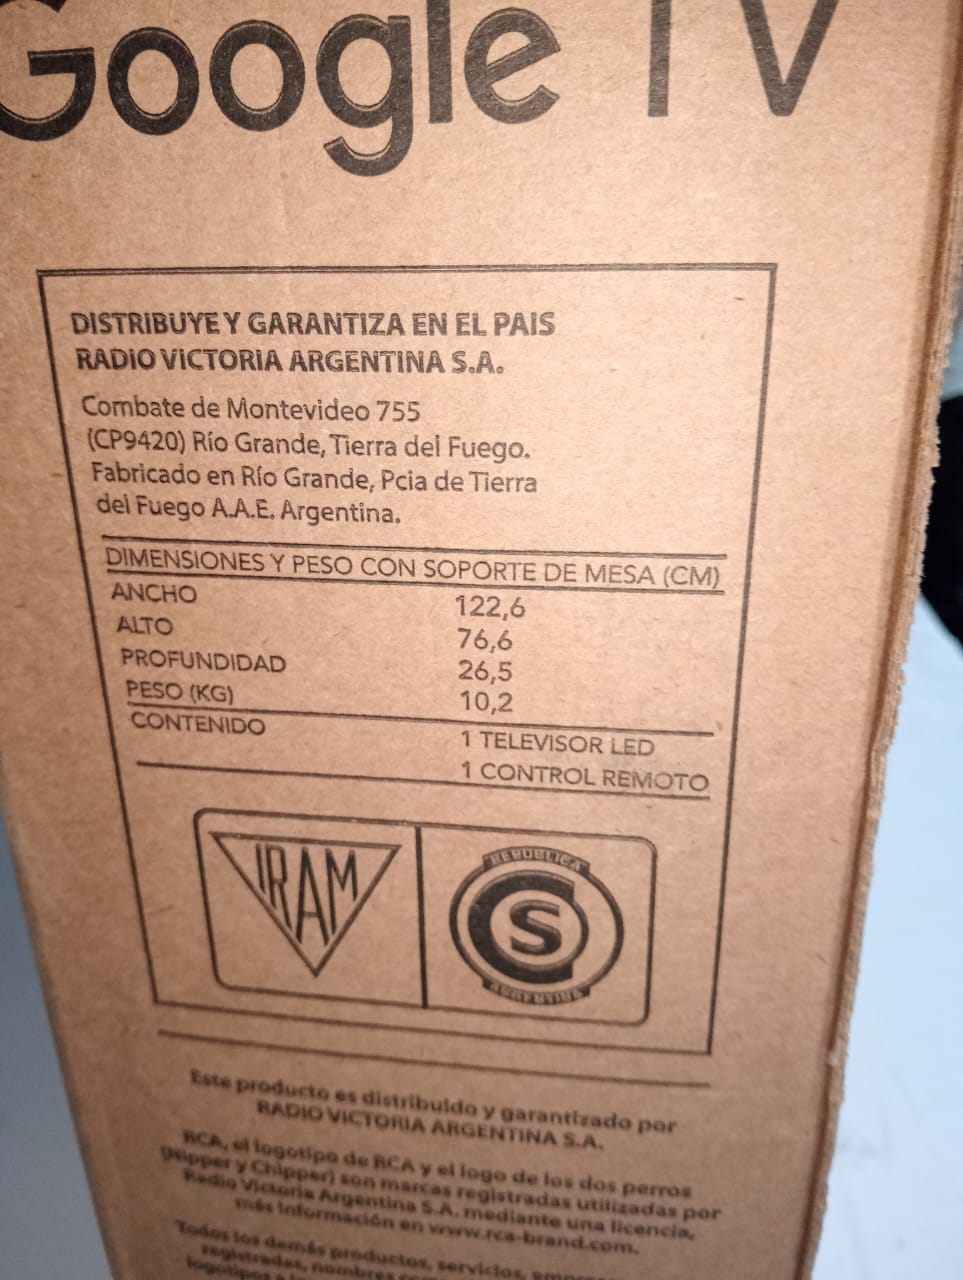 Google TV
DISTRIBUYE Y GARANTIZA EN EL PAIS
RADIO VICTORIA ARGENTINA S.A.
Combate de Montevideo 755
(CP9420) Río Grande, Tierra del Fuego.
Fabricado en Río Grande, Pcia de Tierra
del Fuego A.A.E. Argentina.
DIMENSIONES Y PESO CON SOPORTE DE MESA (CM)
ANCHO 122,6
ALTO 76,6
PROFUNDIDAD 26,5
PESO (KG) 10,2
CONTENIDO 1 TELEVISOR LED
1 CONTROL REMOTO
IRAM
REPUBLICA
S
ARGENTINA
Este producto es distribuido y garantizado por
RADIO VICTORIA ARGENTINA S.A.
RCA, el logotipo de RCA y el logo de los dos perros
(Nipper y Chipper) son marcas registradas utilizadas por
Radio Victoria Argentina S.A. mediante una licencia,
más información en www.rca-brand.com.
Todos los demás productos, servicios,
registradas, nombres
logotipos